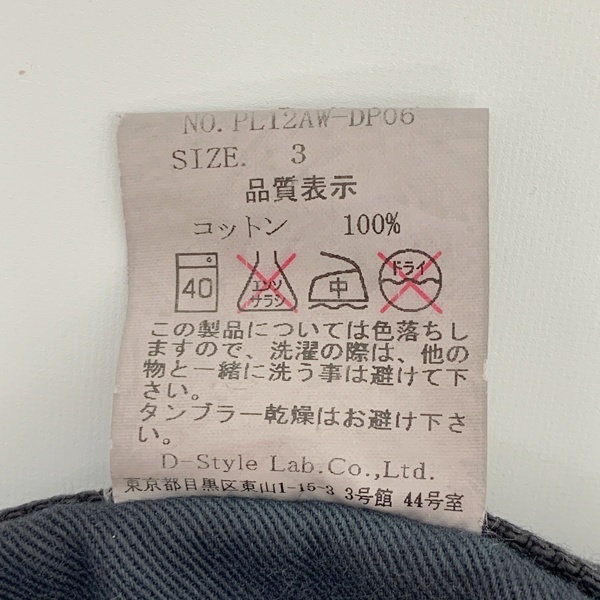 NO. PL12AW-DP06
SIZE. 3
品質表示
コットン 100%
40 エンソ サラシ 中 ドライ
この製品については色落ちし
ますので、洗濯の際は、他の
物と一緒に洗う事は避けて下
さい。
タンブラー乾燥はお避け下さ
い。
D-Style Lab.Co.,Ltd.
東京都目黒区東山1-15-3 3号館 44号室